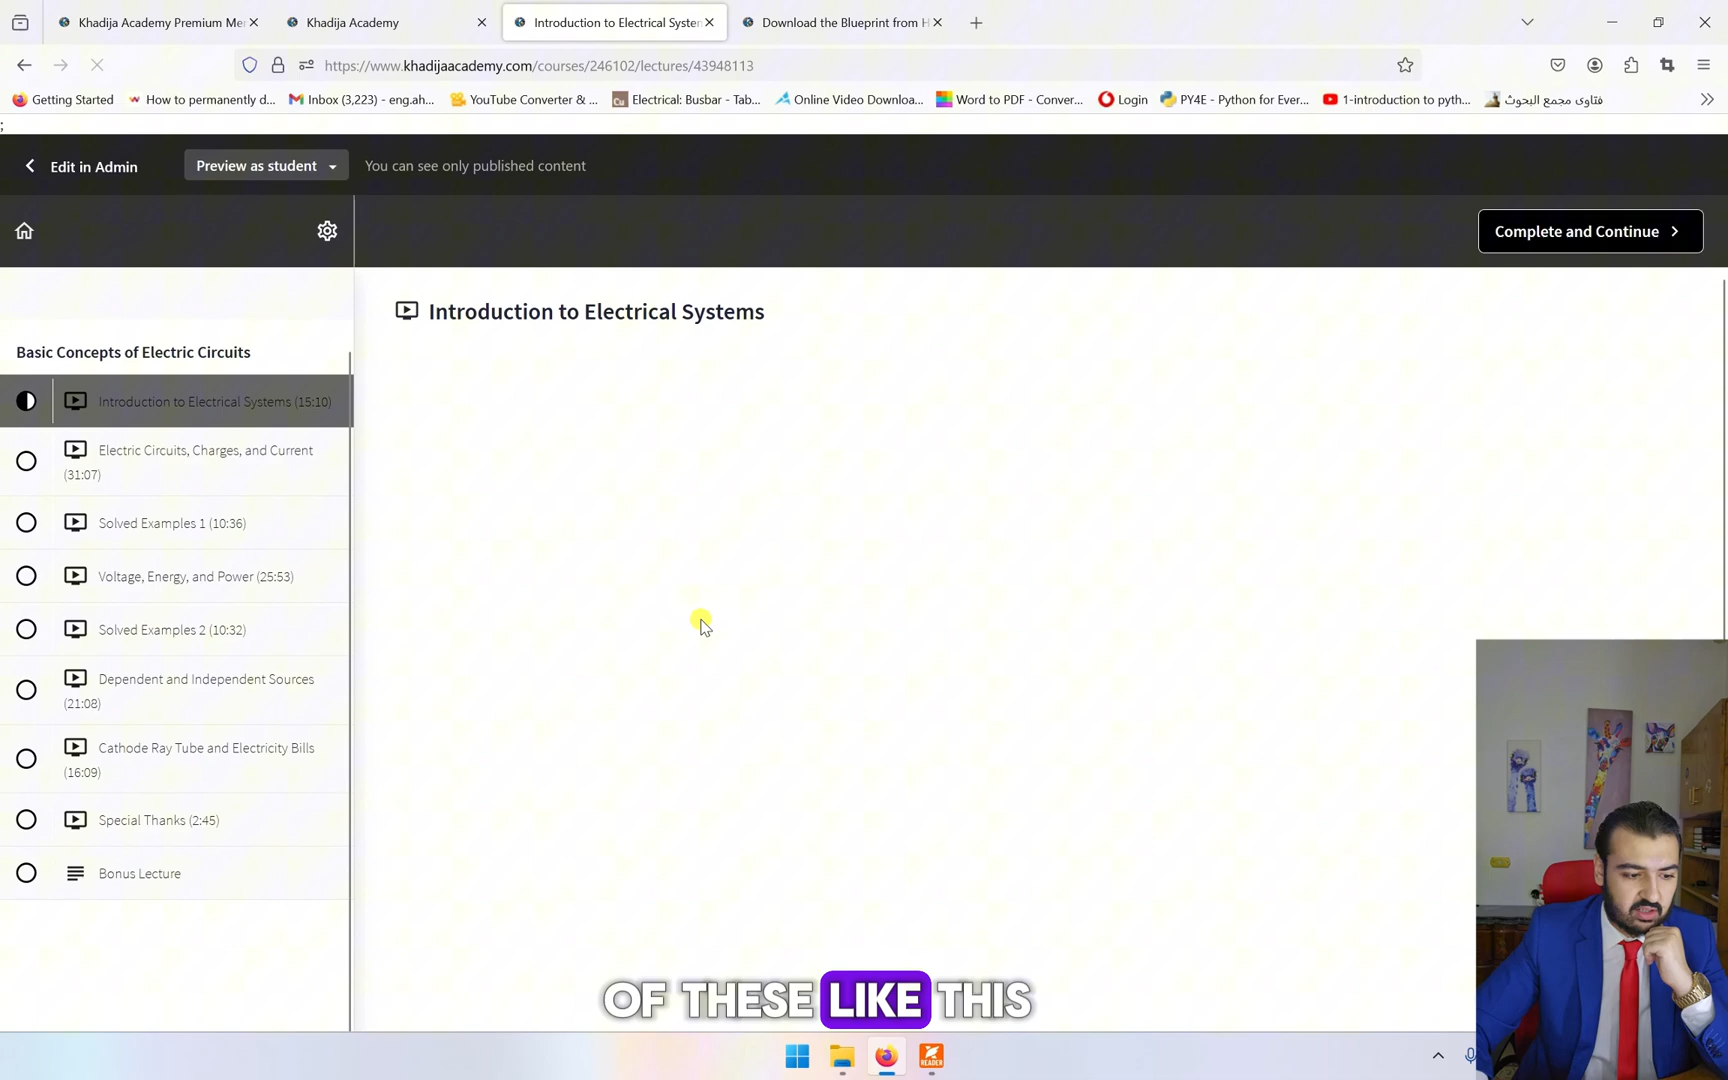 Khadija Academy Premium Mer
Khadija Academy
Introduction to Electrical System
Download the Blueprint from H
https://www.khadijaacademy.com/courses/246102/lectures/43948113
Getting Started
How to permanently d...
Inbox (3,223) - eng.ah...
YouTube Converter & ...
Electrical: Busbar - Tab...
Online Video Downloa...
Word to PDF - Conver...
Login
PY4E - Python for Ever...
1-introduction to pyth...
فتاوى مجمع البحوث
;
Edit in Admin
Preview as student
You can see only published content
Complete and Continue
Introduction to Electrical Systems
Basic Concepts of Electric Circuits
Introduction to Electrical Systems (15:10)
Electric Circuits, Charges, and Current
(31:07)
Solved Examples 1 (10:36)
Voltage, Energy, and Power (25:53)
Solved Examples 2 (10:32)
Dependent and Independent Sources
(21:08)
Cathode Ray Tube and Electricity Bills
(16:09)
Special Thanks (2:45)
Bonus Lecture
OF THESE LIKE THIS
READER